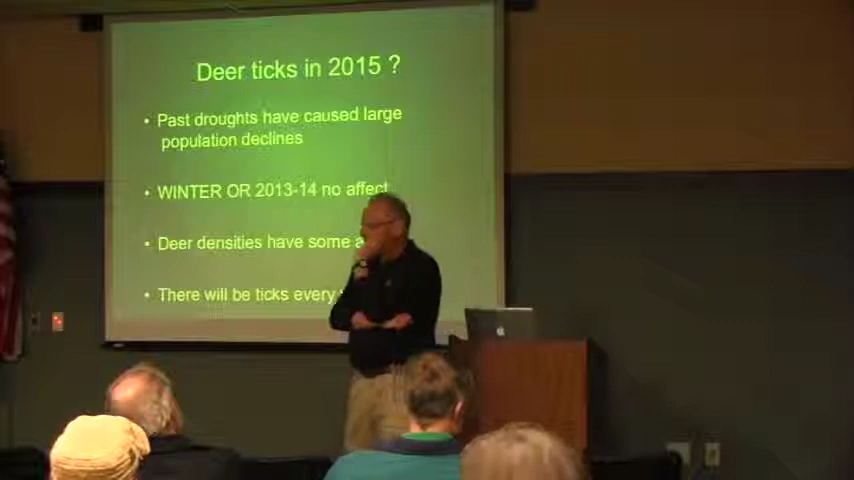 Deer ticks in 2015 ?
• Past droughts have caused large
population declines
• WINTER OR 2013-14 no affect
• Deer densities have some
• There will be ticks every